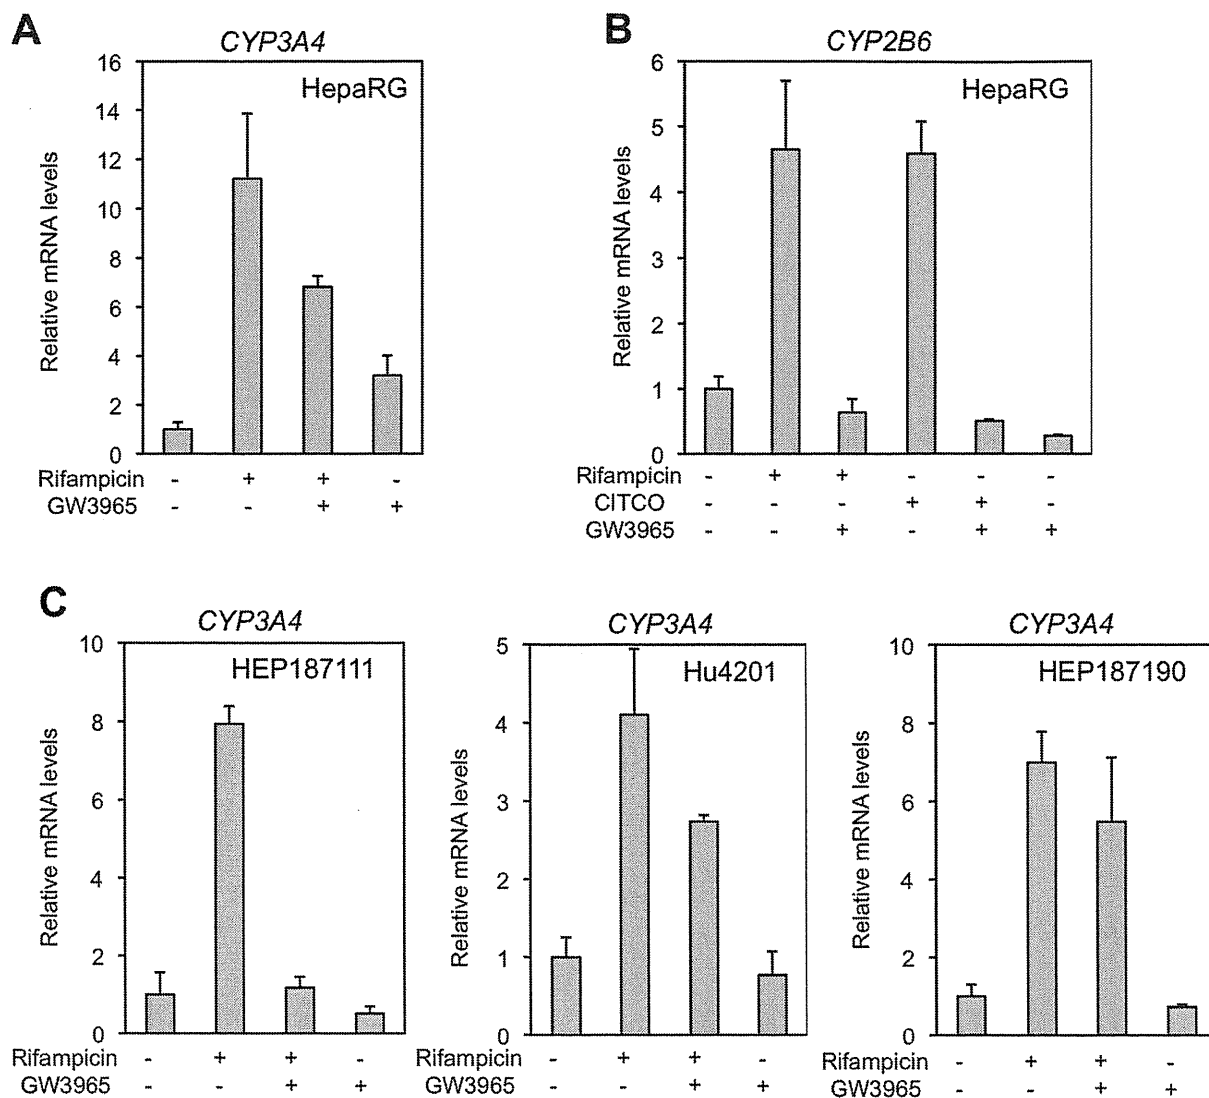 A
CYP3A4
HepaRG
Relative mRNA levels
16
14
12
10
8
6
4
2
0
Rifampicin - + + -
GW3965 - - + +
B
CYP2B6
HepaRG
Relative mRNA levels
6
5
4
3
2
1
0
Rifampicin - + + - - -
CITCO - - - + + -
GW3965 - - + - + +
C
CYP3A4
HEP187111
Relative mRNA levels
10
8
6
4
2
0
Rifampicin - + + -
GW3965 - - + +
CYP3A4
Hu4201
Relative mRNA levels
5
4
3
2
1
0
Rifampicin - + + -
GW3965 - - + +
CYP3A4
HEP187190
Relative mRNA levels
10
8
6
4
2
0
Rifampicin - + + -
GW3965 - - + +